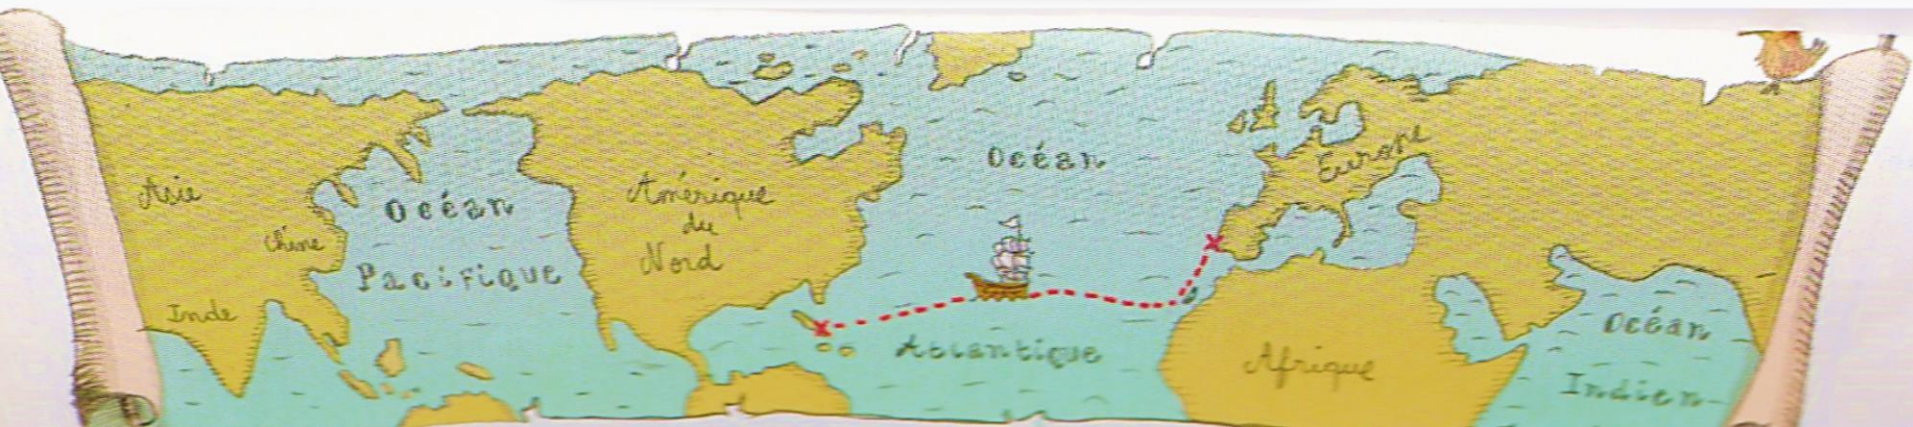 Asie
Chine
Inde
Océan
Pacifique
Amérique
du
Nord
Océan
Atlantique
Europe
Afrique
Océan
Indien